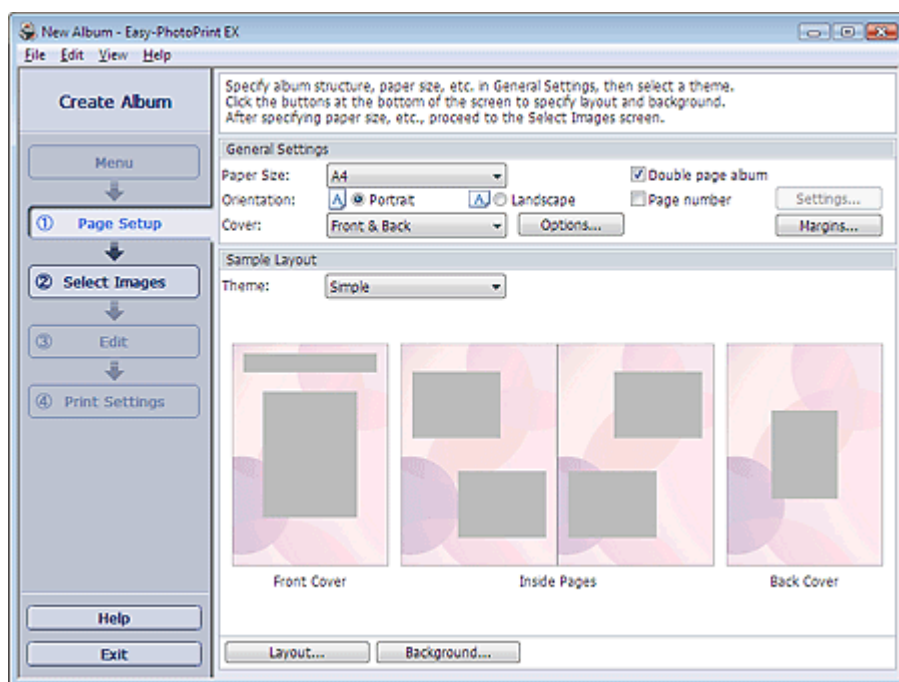 New Album - Easy-PhotoPrint EX
File Edit View Help
Create Album
Menu
① Page Setup
② Select Images
③ Edit
④ Print Settings
Help
Exit
Specify album structure, paper size, etc. in General Settings, then select a theme.
Click the buttons at the bottom of the screen to specify layout and background.
After specifying paper size, etc., proceed to the Select Images screen.
General Settings
Paper Size: A4 Double page album
Orientation: A Portrait A Landscape Page number Settings...
Cover: Front & Back Options... Margins...
Sample Layout
Theme: Simple
Front Cover Inside Pages Back Cover
Layout... Background...